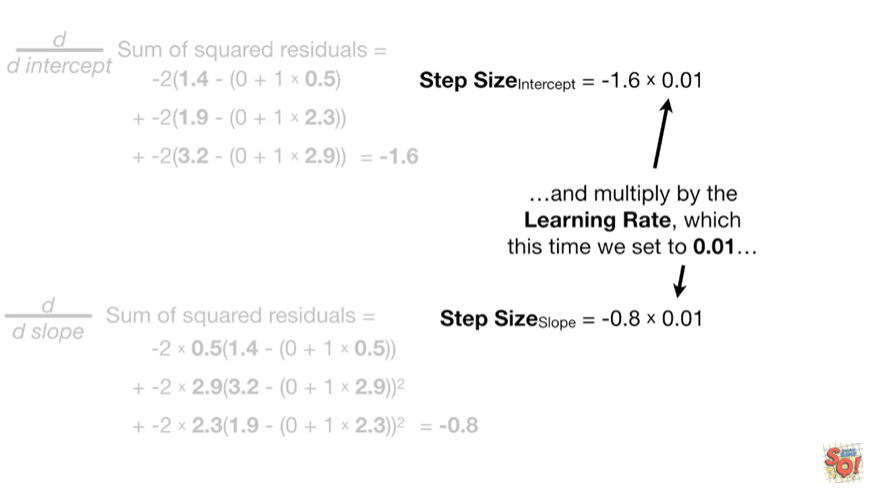 d
d intercept
Sum of squared residuals =
-2(1.4 - (0 + 1 × 0.5)
+ -2(1.9 - (0 + 1 × 2.3))
+ -2(3.2 - (0 + 1 × 2.9)) = -1.6
Step SizeIntercept = -1.6 × 0.01
…and multiply by the
Learning Rate, which
this time we set to 0.01…
d
d slope
Sum of squared residuals =
-2 × 0.5(1.4 - (0 + 1 × 0.5))
+ -2 × 2.9(3.2 - (0 + 1 × 2.9))²
+ -2 × 2.3(1.9 - (0 + 1 × 2.3))² = -0.8
Step SizeSlope = -0.8 × 0.01
SQ!